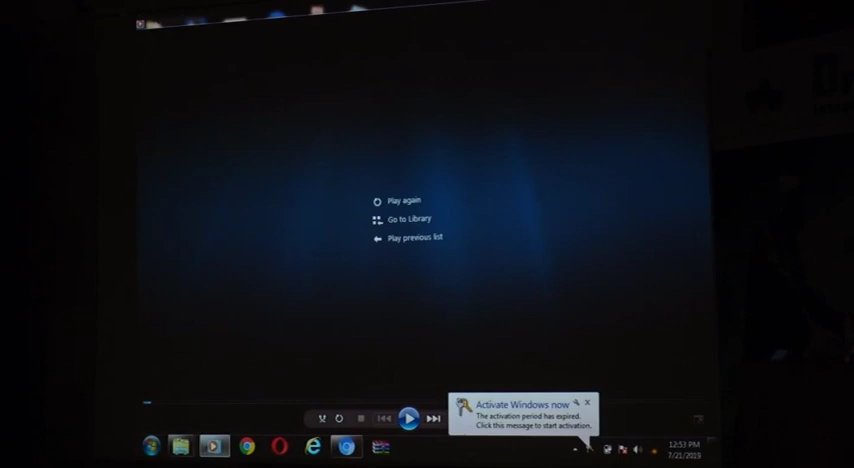 Play again
Go to Library
Play previous list
Activate Windows now
The activation period has expired.
Click this message to start activation.
12:53 PM
7/21/2019